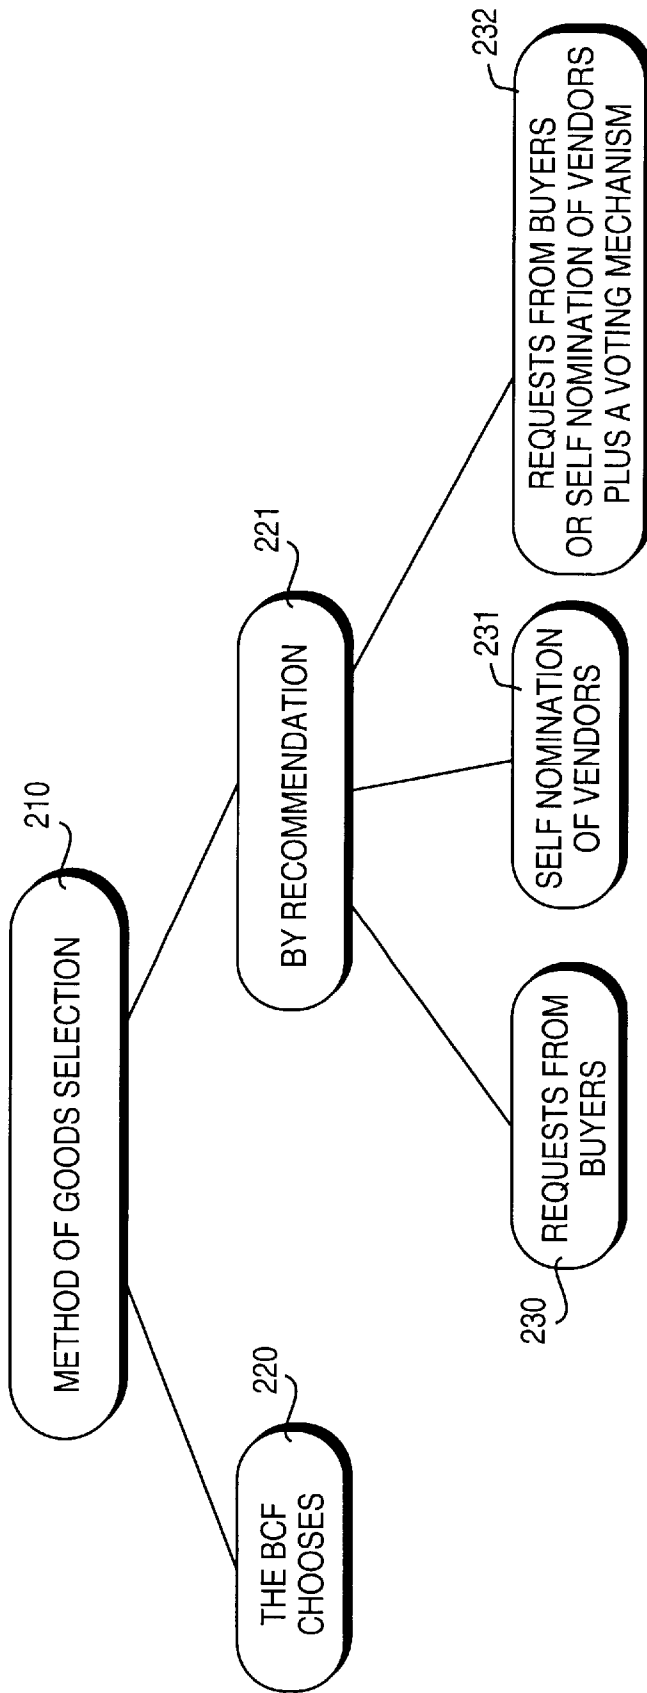 METHOD OF GOODS SELECTION
210
THE BCF
CHOOSES
220
BY RECOMMENDATION
221
230
REQUESTS FROM
BUYERS
SELF NOMINATION
OF VENDORS
231
REQUESTS FROM BUYERS
OR SELF NOMINATION OF VENDORS
PLUS A VOTING MECHANISM
232